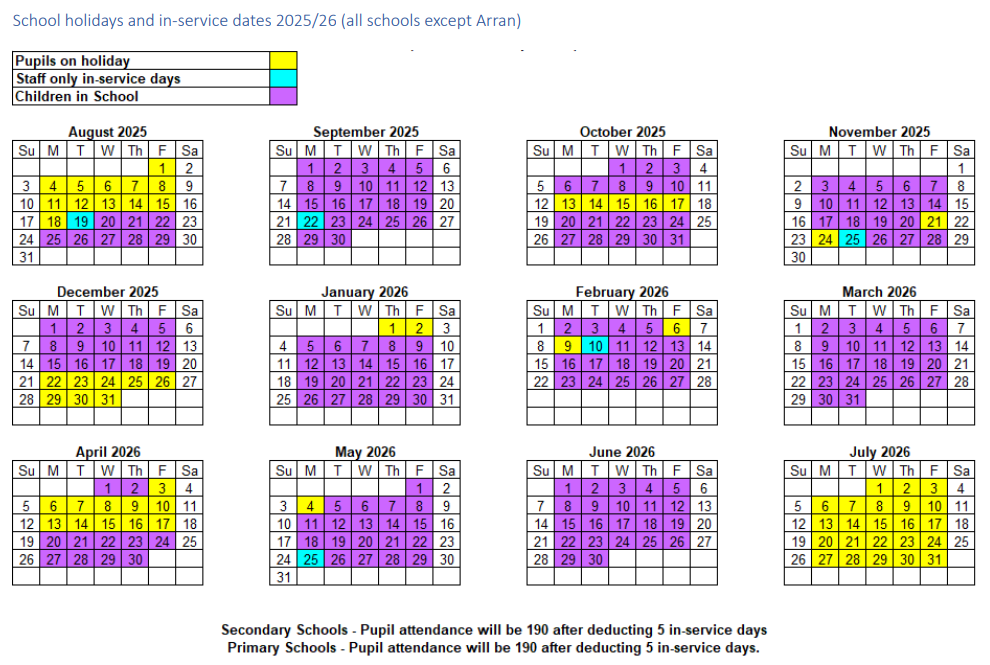 School holidays and in-service dates 2025/26 (all schools except Arran)
Pupils on holiday
Staff only in-service days
Children in School
August 2025 September 2025 October 2025 November 2025
Su M T W Th F Sa Su M T W Th F Sa Su M T W Th F Sa Su M T W Th F Sa
1 2 1 2 3 4 5 6 1 2 3 4 1
3 4 5 6 7 8 9 7 8 9 10 11 12 13 5 6 7 8 9 10 11 2 3 4 5 6 7 8
10 11 12 13 14 15 16 14 15 16 17 18 19 20 12 13 14 15 16 17 18 9 10 11 12 13 14 15
17 18 19 20 21 22 23 21 22 23 24 25 26 27 19 20 21 22 23 24 25 16 17 18 19 20 21 22
24 25 26 27 28 29 30 28 29 30 26 27 28 29 30 31 23 24 25 26 27 28 29
31 30
December 2025 January 2026 February 2026 March 2026
Su M T W Th F Sa Su M T W Th F Sa Su M T W Th F Sa Su M T W Th F Sa
1 2 3 4 5 6 1 2 3 1 2 3 4 5 6 7 1 2 3 4 5 6 7
7 8 9 10 11 12 13 4 5 6 7 8 9 10 8 9 10 11 12 13 14 8 9 10 11 12 13 14
14 15 16 17 18 19 20 11 12 13 14 15 16 17 15 16 17 18 19 20 21 15 16 17 18 19 20 21
21 22 23 24 25 26 27 18 19 20 21 22 23 24 22 23 24 25 26 27 28 22 23 24 25 26 27 28
28 29 30 31 25 26 27 28 29 30 31 29 30 31
April 2026 May 2026 June 2026 July 2026
Su M T W Th F Sa Su M T W Th F Sa Su M T W Th F Sa Su M T W Th F Sa
1 2 3 4 1 2 1 2 3 4 5 6 1 2 3 4
5 6 7 8 9 10 11 3 4 5 6 7 8 9 7 8 9 10 11 12 13 5 6 7 8 9 10 11
12 13 14 15 16 17 18 10 11 12 13 14 15 16 14 15 16 17 18 19 20 12 13 14 15 16 17 18
19 20 21 22 23 24 25 17 18 19 20 21 22 23 21 22 23 24 25 26 27 19 20 21 22 23 24 25
26 27 28 29 30 24 25 26 27 28 29 30 28 29 30 26 27 28 29 30 31
31
Secondary Schools - Pupil attendance will be 190 after deducting 5 in-service days
Primary Schools - Pupil attendance will be 190 after deducting 5 in-service days.